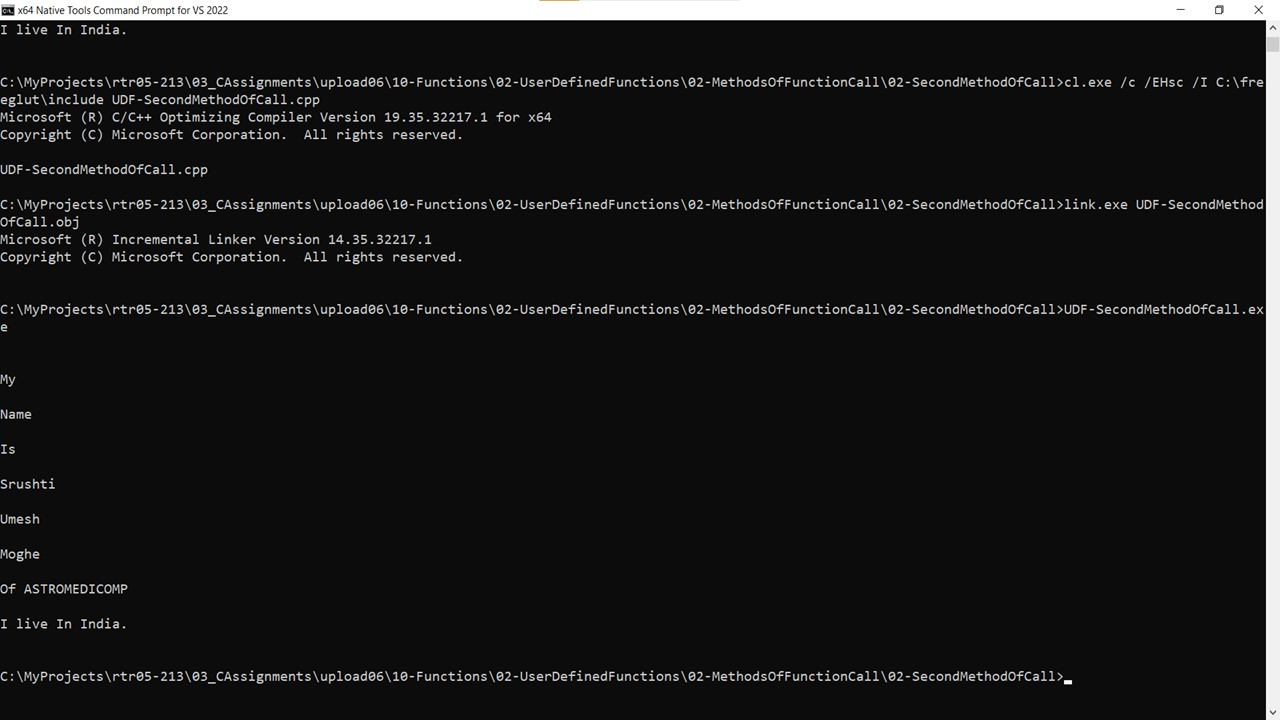 x64 Native Tools Command Prompt for VS 2022
I live In India.
C:\MyProjects\rtr05-213\03_CAssignments\upload06\10-Functions\02-UserDefinedFunctions\02-MethodsOfFunctionCall\02-SecondMethodOfCall>cl.exe /c /EHsc /I C:\fre
eglut\include UDF-SecondMethodOfCall.cpp
Microsoft (R) C/C++ Optimizing Compiler Version 19.35.32217.1 for x64
Copyright (C) Microsoft Corporation.  All rights reserved.
UDF-SecondMethodOfCall.cpp
C:\MyProjects\rtr05-213\03_CAssignments\upload06\10-Functions\02-UserDefinedFunctions\02-MethodsOfFunctionCall\02-SecondMethodOfCall>link.exe UDF-SecondMethod
OfCall.obj
Microsoft (R) Incremental Linker Version 14.35.32217.1
Copyright (C) Microsoft Corporation.  All rights reserved.
C:\MyProjects\rtr05-213\03_CAssignments\upload06\10-Functions\02-UserDefinedFunctions\02-MethodsOfFunctionCall\02-SecondMethodOfCall>UDF-SecondMethodOfCall.ex
e
My
Name
Is
Srushti
Umesh
Moghe
Of ASTROMEDICOMP
I live In India.
C:\MyProjects\rtr05-213\03_CAssignments\upload06\10-Functions\02-UserDefinedFunctions\02-MethodsOfFunctionCall\02-SecondMethodOfCall>